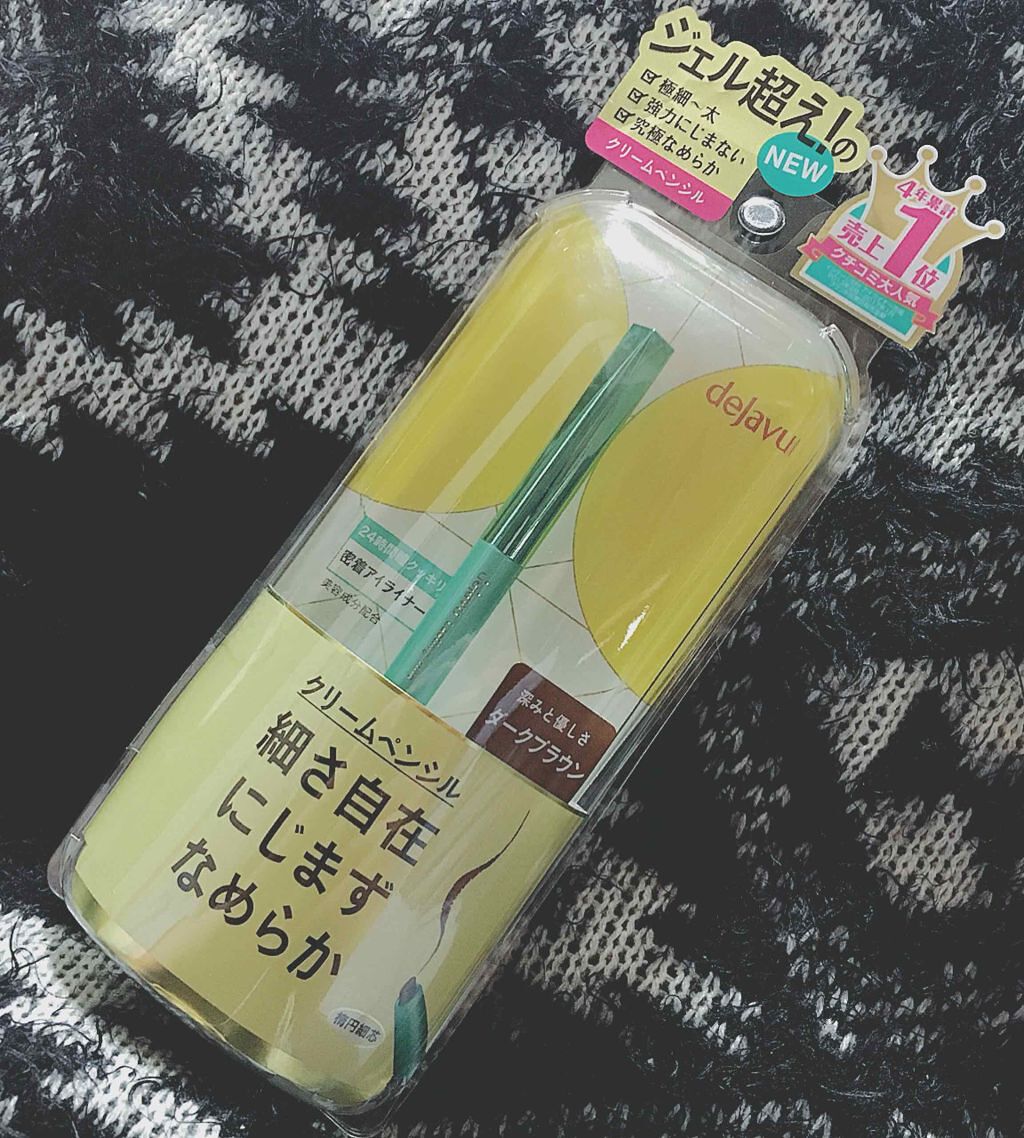 ジェル超え!の
極細~太
強力にじまない
究極なめらか
クリームペンシル
NEW
4年累計
売上1位
クチコミ大人気
dejavu
密着アイライナー
美容成分配合
深みと優しさ
ダークブラウン
クリームペンシル
細さ自在
にじまず
なめらか
楕円細芯